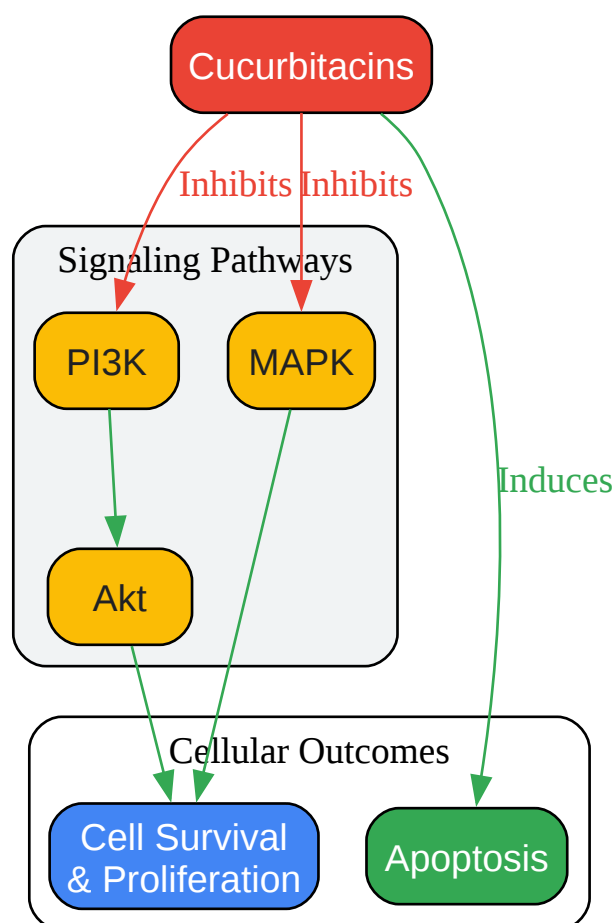 Cucurbitacins
Inhibits Inhibits
Signaling Pathways
PI3K MAPK
Induces
Akt
Cellular Outcomes
Cell Survival
& Proliferation
Apoptosis